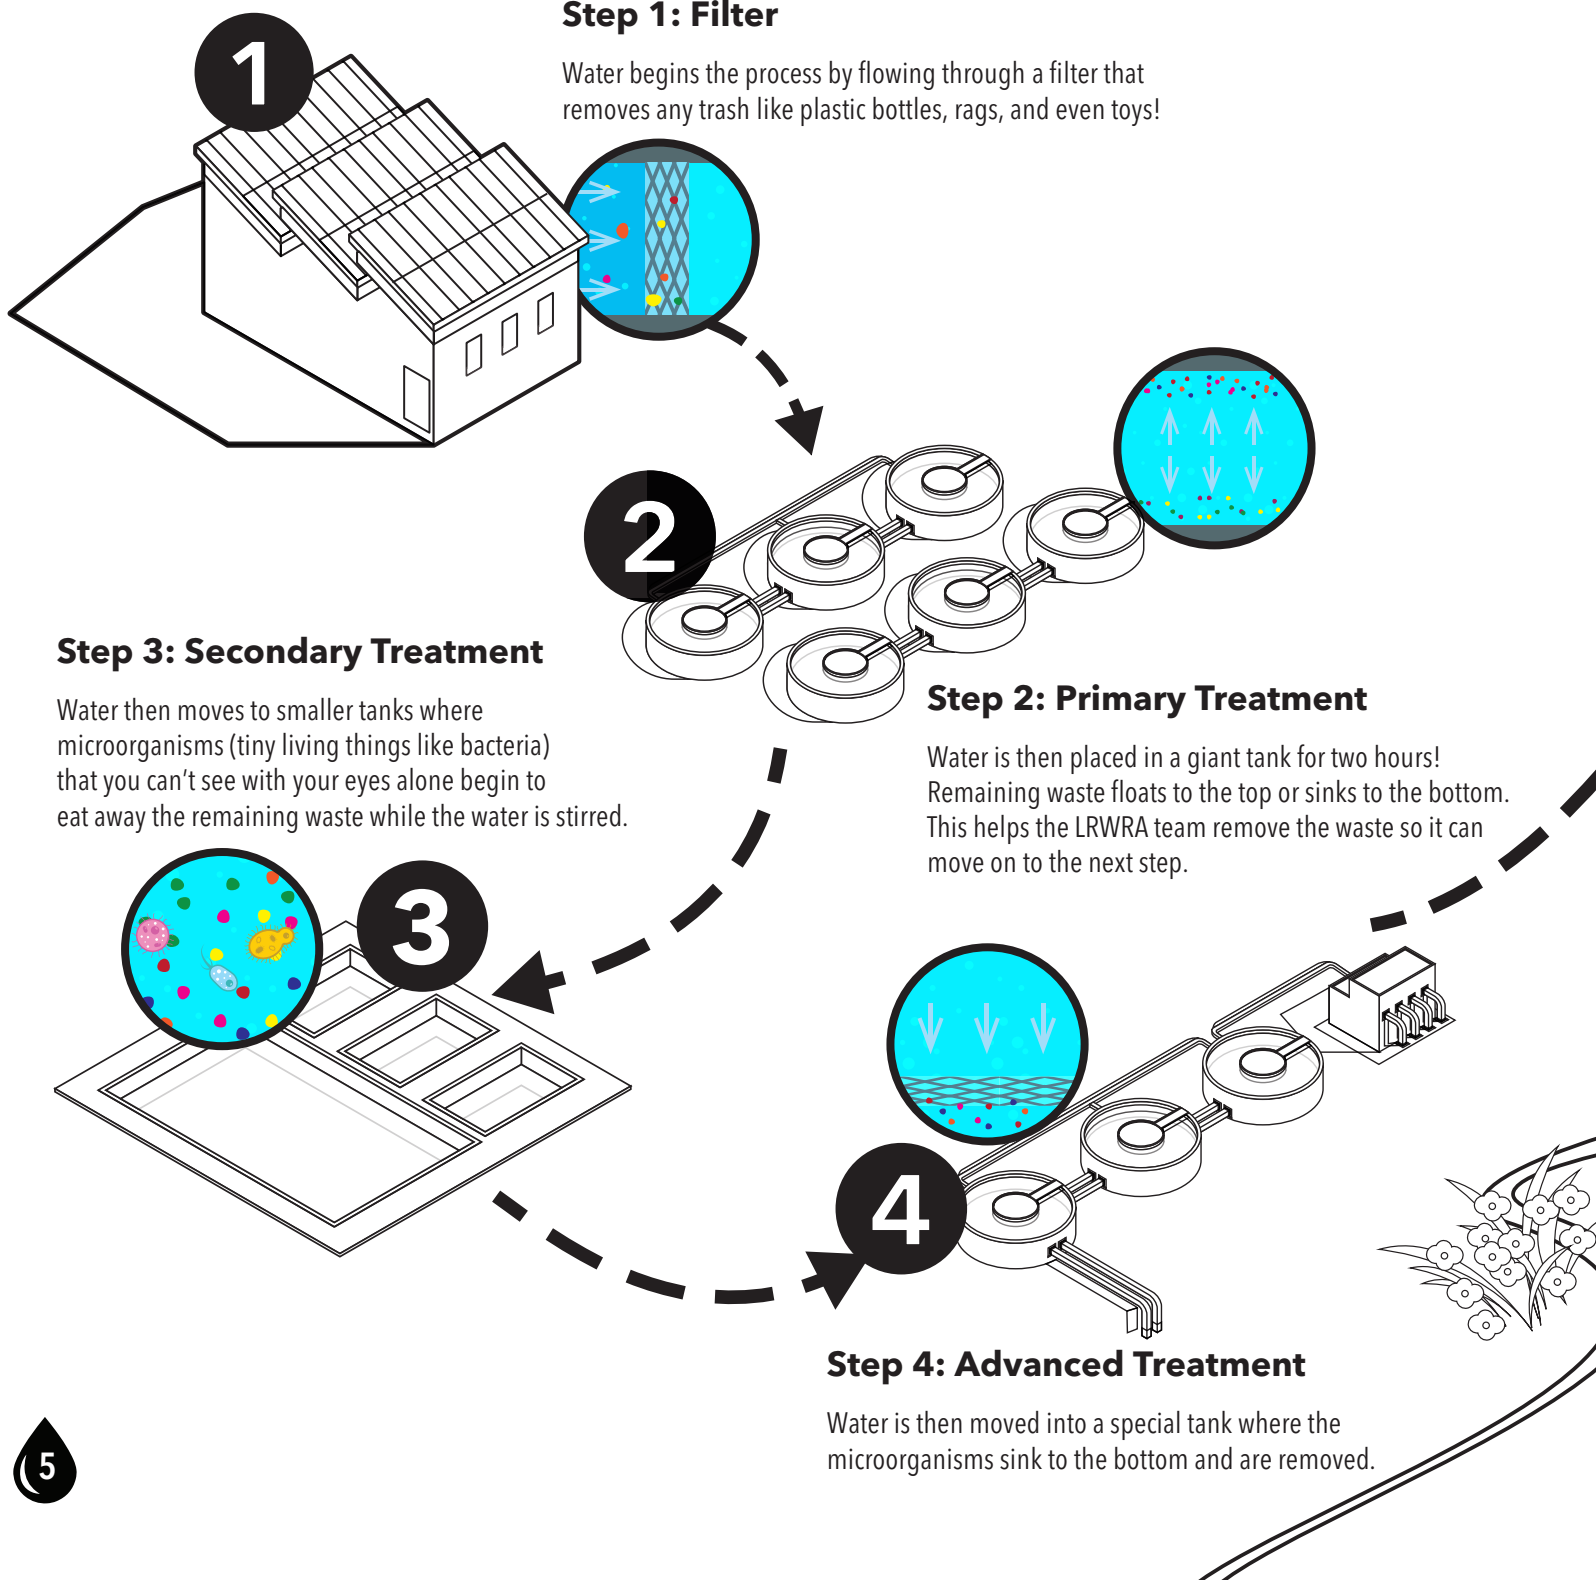 1
Step 1: Filter
Water begins the process by flowing through a filter that
removes any trash like plastic bottles, rags, and even toys!
2
Step 2: Primary Treatment
Water is then placed in a giant tank for two hours!
Remaining waste floats to the top or sinks to the bottom.
This helps the LRWRA team remove the waste so it can
move on to the next step.
Step 3: Secondary Treatment
Water then moves to smaller tanks where
microorganisms (tiny living things like bacteria)
that you can’t see with your eyes alone begin to
eat away the remaining waste while the water is stirred.
3
4
Step 4: Advanced Treatment
Water is then moved into a special tank where the
microorganisms sink to the bottom and are removed.
5